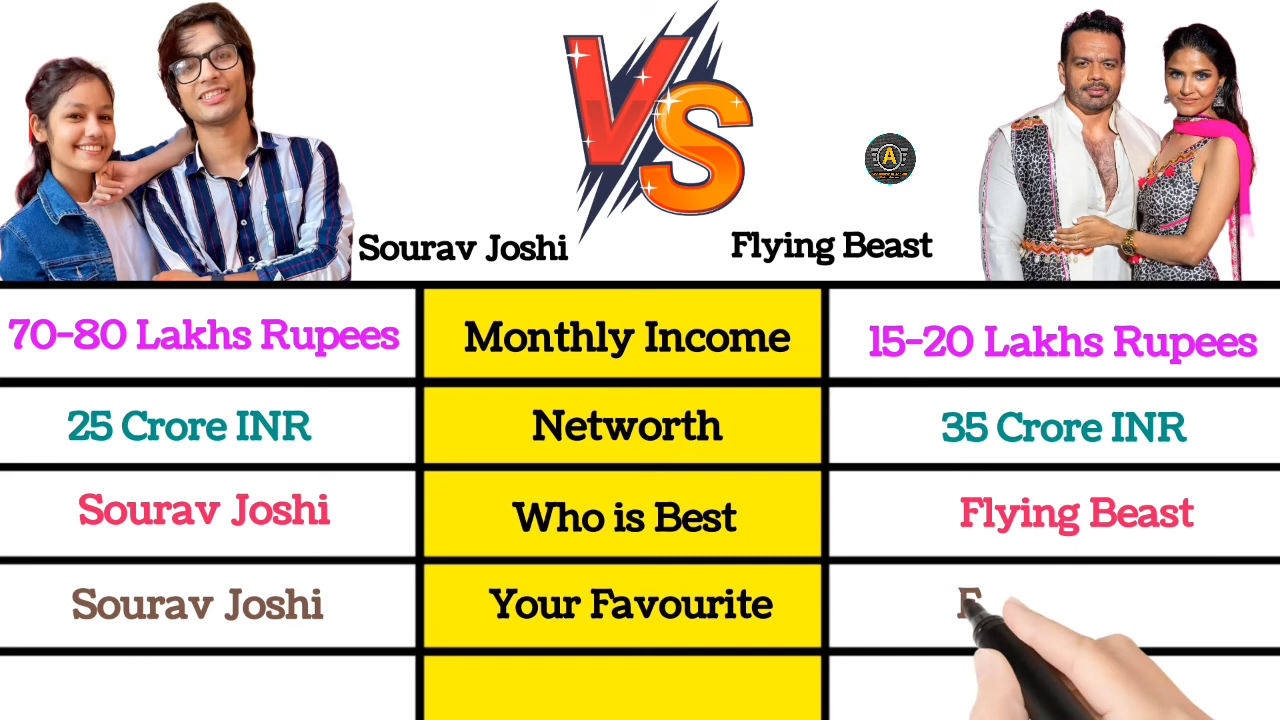 VS
A
Sourav Joshi
Flying Beast
70-80 Lakhs Rupees
Monthly Income
15-20 Lakhs Rupees
25 Crore INR
Networth
35 Crore INR
Sourav Joshi
Who is Best
Flying Beast
Sourav Joshi
Your Favourite
F